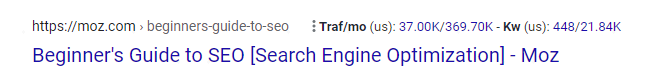 https://moz.com › beginners-guide-to-seo ⋮ Traf/mo (us): 37.00K/369.70K - Kw (us): 448/21.84K
Beginner's Guide to SEO [Search Engine Optimization] - Moz